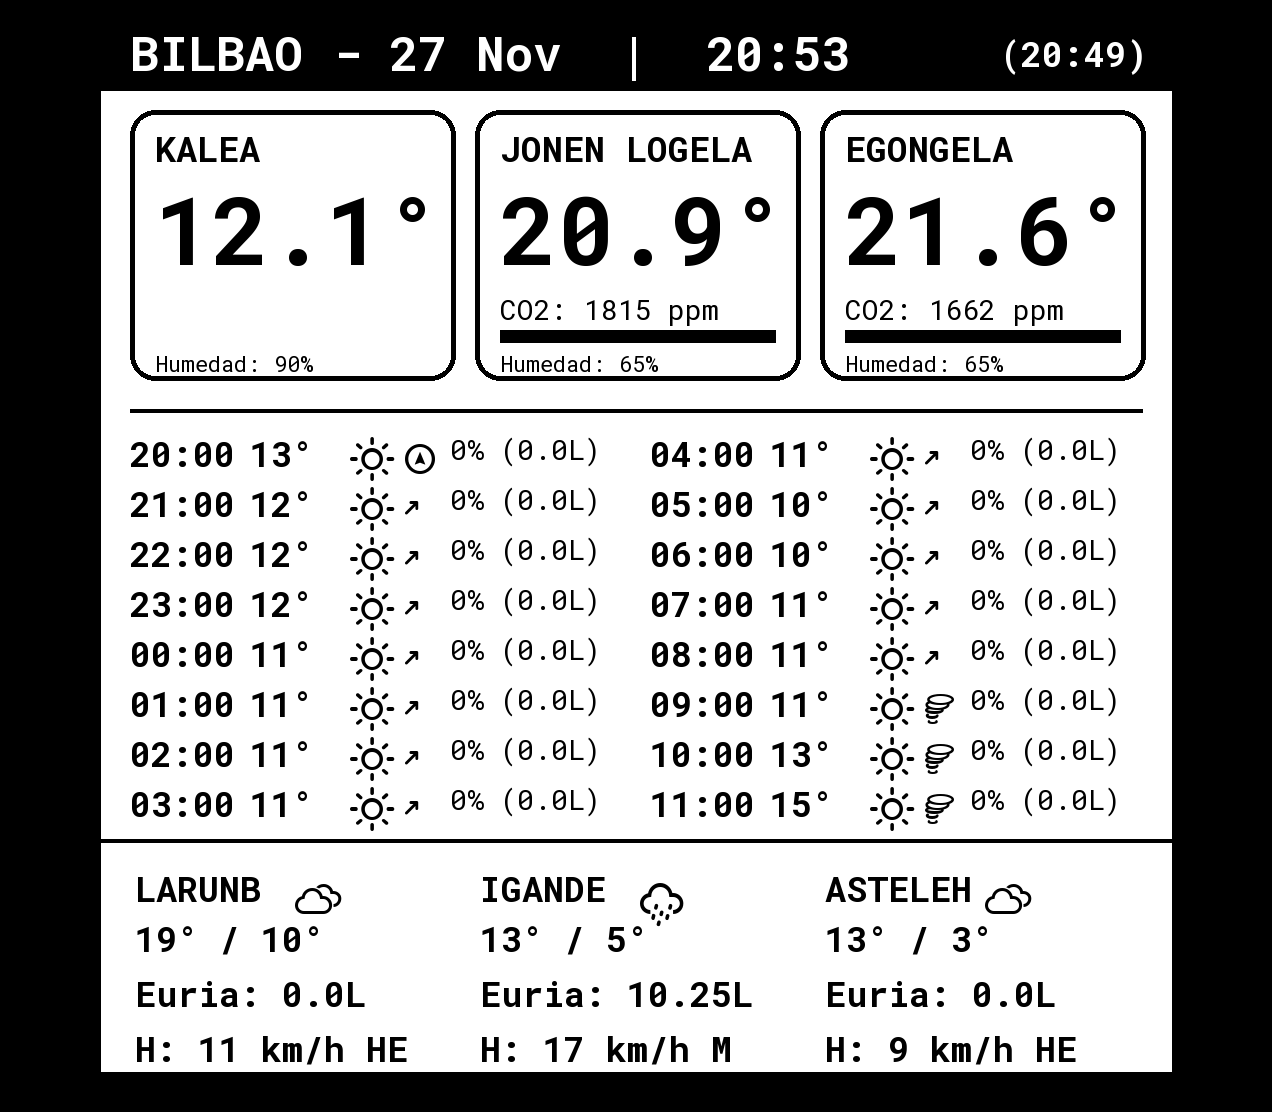 BILBAO - 27 Nov | 20:53 (20:49)
KALEA
12.1°
Humedad: 90%
JONEN LOGELA
20.9°
CO2: 1815 ppm
Humedad: 65%
EGONGELA
21.6°
CO2: 1662 ppm
Humedad: 65%
20:00 13° 0% (0.0L)
21:00 12° 0% (0.0L)
22:00 12° 0% (0.0L)
23:00 12° 0% (0.0L)
00:00 11° 0% (0.0L)
01:00 11° 0% (0.0L)
02:00 11° 0% (0.0L)
03:00 11° 0% (0.0L)
04:00 11° 0% (0.0L)
05:00 10° 0% (0.0L)
06:00 10° 0% (0.0L)
07:00 11° 0% (0.0L)
08:00 11° 0% (0.0L)
09:00 11° 0% (0.0L)
10:00 13° 0% (0.0L)
11:00 15° 0% (0.0L)
LARUNB
19° / 10°
Euria: 0.0L
H: 11 km/h HE
IGANDE
13° / 5°
Euria: 10.25L
H: 17 km/h M
ASTELEH
13° / 3°
Euria: 0.0L
H: 9 km/h HE